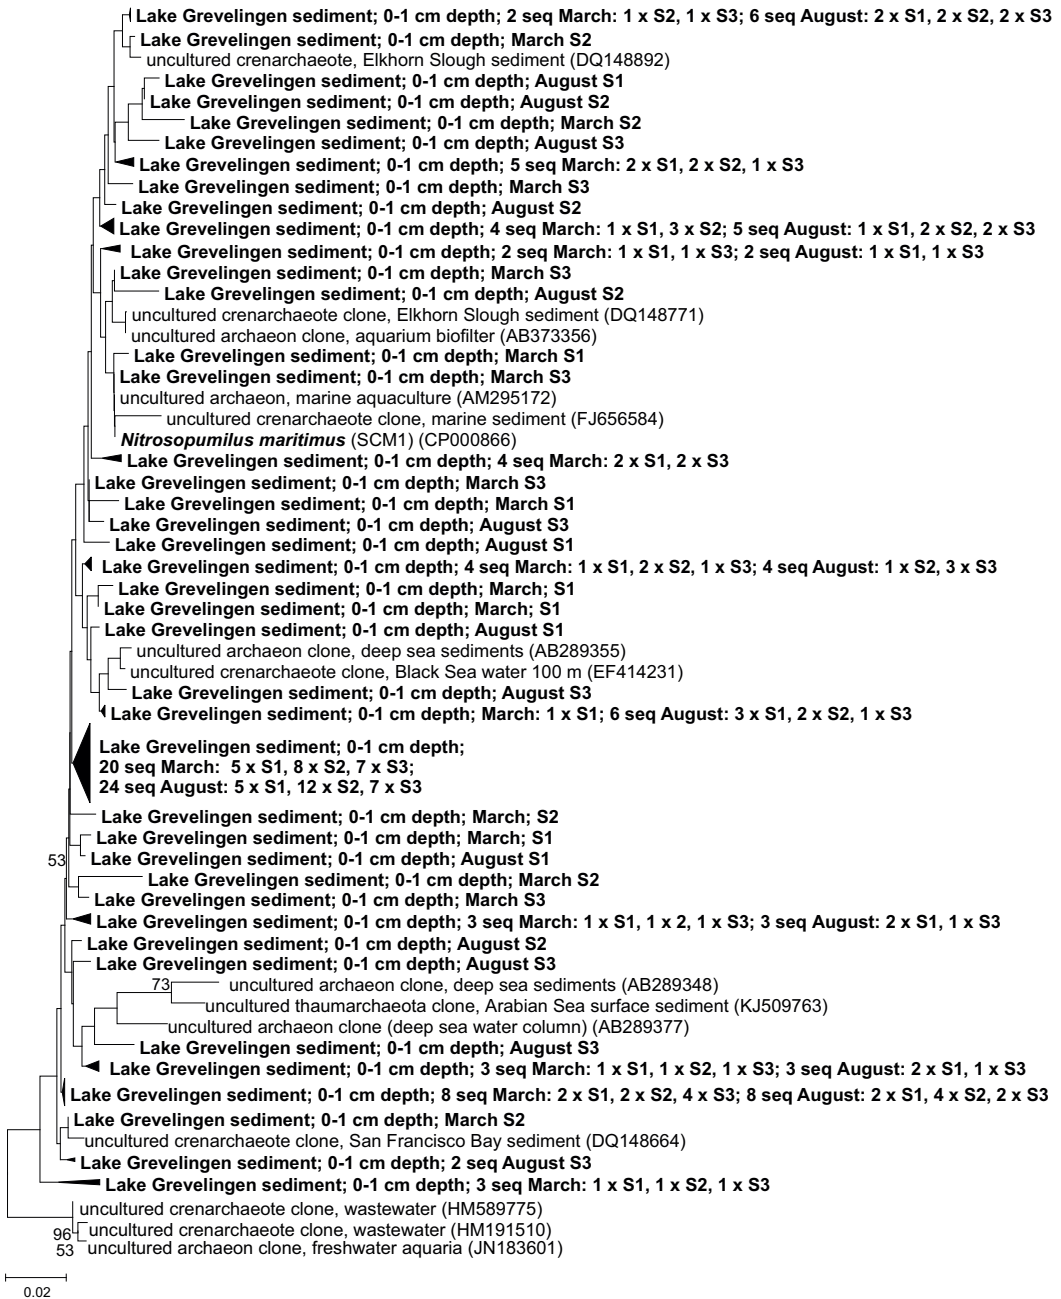 Lake Grevelingen sediment; 0-1 cm depth; 2 seq March: 1 x S2, 1 x S3; 6 seq August: 2 x S1, 2 x S2, 2 x S3
Lake Grevelingen sediment; 0-1 cm depth; March S2
uncultured crenarchaeote, Elkhorn Slough sediment (DQ148892)
Lake Grevelingen sediment; 0-1 cm depth; August S1
Lake Grevelingen sediment; 0-1 cm depth; August S2
Lake Grevelingen sediment; 0-1 cm depth; March S2
Lake Grevelingen sediment; 0-1 cm depth; August S3
Lake Grevelingen sediment; 0-1 cm depth; 5 seq March: 2 x S1, 2 x S2, 1 x S3
Lake Grevelingen sediment; 0-1 cm depth; March S3
Lake Grevelingen sediment; 0-1 cm depth; August S2
Lake Grevelingen sediment; 0-1 cm depth; 4 seq March: 1 x S1, 3 x S2; 5 seq August: 1 x S1, 2 x S2, 2 x S3
Lake Grevelingen sediment; 0-1 cm depth; 2 seq March: 1 x S1, 1 x S3; 2 seq August: 1 x S1, 1 x S3
Lake Grevelingen sediment; 0-1 cm depth; March S3
Lake Grevelingen sediment; 0-1 cm depth; August S2
uncultured crenarchaeote clone, Elkhorn Slough sediment (DQ148771)
uncultured archaeon clone, aquarium biofilter (AB373356)
Lake Grevelingen sediment; 0-1 cm depth; March S1
Lake Grevelingen sediment; 0-1 cm depth; March S3
uncultured archaeon, marine aquaculture (AM295172)
uncultured crenarchaeote clone, marine sediment (FJ656584)
Nitrosopumilus maritimus (SCM1) (CP000866)
Lake Grevelingen sediment; 0-1 cm depth; 4 seq March: 2 x S1, 2 x S3
Lake Grevelingen sediment; 0-1 cm depth; March S3
Lake Grevelingen sediment; 0-1 cm depth; March S1
Lake Grevelingen sediment; 0-1 cm depth; August S3
Lake Grevelingen sediment; 0-1 cm depth; August S1
Lake Grevelingen sediment; 0-1 cm depth; 4 seq March: 1 x S1, 2 x S2, 1 x S3; 4 seq August: 1 x S2, 3 x S3
Lake Grevelingen sediment; 0-1 cm depth; March; S1
Lake Grevelingen sediment; 0-1 cm depth; March; S1
Lake Grevelingen sediment; 0-1 cm depth; August S1
uncultured archaeon clone, deep sea sediments (AB289355)
uncultured crenarchaeote clone, Black Sea water 100 m (EF414231)
Lake Grevelingen sediment; 0-1 cm depth; August S3
Lake Grevelingen sediment; 0-1 cm depth; March: 1 x S1; 6 seq August: 3 x S1, 2 x S2, 1 x S3
Lake Grevelingen sediment; 0-1 cm depth;
20 seq March: 5 x S1, 8 x S2, 7 x S3;
24 seq August: 5 x S1, 12 x S2, 7 x S3
Lake Grevelingen sediment; 0-1 cm depth; March; S2
Lake Grevelingen sediment; 0-1 cm depth; March; S1
53
Lake Grevelingen sediment; 0-1 cm depth; August S1
Lake Grevelingen sediment; 0-1 cm depth; March S2
Lake Grevelingen sediment; 0-1 cm depth; March S3
Lake Grevelingen sediment; 0-1 cm depth; 3 seq March: 1 x S1, 1 x 2, 1 x S3; 3 seq August: 2 x S1, 1 x S3
Lake Grevelingen sediment; 0-1 cm depth; August S2
Lake Grevelingen sediment; 0-1 cm depth; August S3
73
uncultured archaeon clone, deep sea sediments (AB289348)
uncultured thaumarchaeota clone, Arabian Sea surface sediment (KJ509763)
uncultured archaeon clone (deep sea water column) (AB289377)
Lake Grevelingen sediment; 0-1 cm depth; August S3
Lake Grevelingen sediment; 0-1 cm depth; 3 seq March: 1 x S1, 1 x S2, 1 x S3; 3 seq August: 2 x S1, 1 x S3
Lake Grevelingen sediment; 0-1 cm depth; 8 seq March: 2 x S1, 2 x S2, 4 x S3; 8 seq August: 2 x S1, 4 x S2, 2 x S3
Lake Grevelingen sediment; 0-1 cm depth; March S2
uncultured crenarchaeote clone, San Francisco Bay sediment (DQ148664)
Lake Grevelingen sediment; 0-1 cm depth; 2 seq August S3
Lake Grevelingen sediment; 0-1 cm depth; 3 seq March: 1 x S1, 1 x S2, 1 x S3
uncultured crenarchaeote clone, wastewater (HM589775)
96
uncultured crenarchaeote clone, wastewater (HM191510)
53
uncultured archaeon clone, freshwater aquaria (JN183601)
0.02